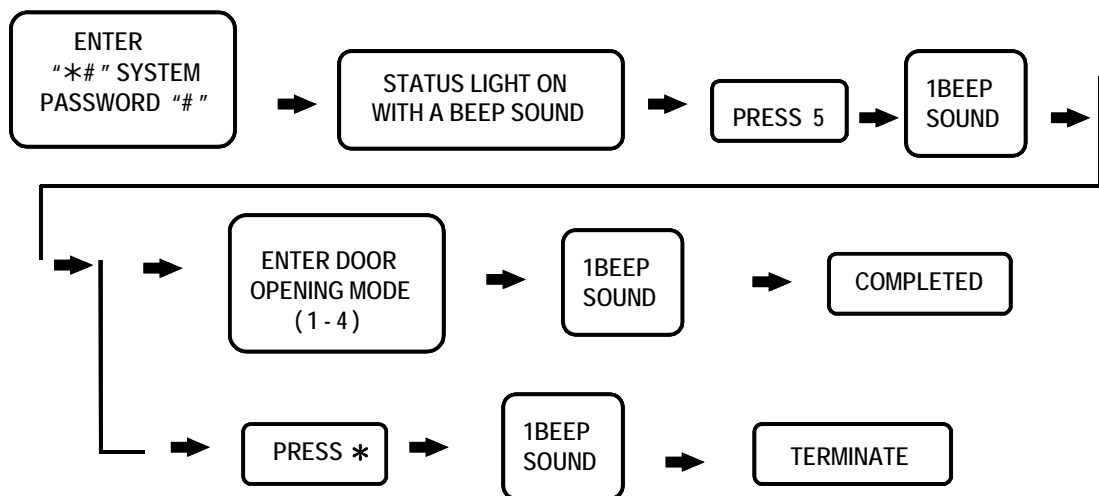 ENTER
“*#” SYSTEM
PASSWORD “#”
STATUS LIGHT ON
WITH A BEEP SOUND
PRESS 5
1BEEP
SOUND
ENTER DOOR
OPENING MODE
(1-4)
1BEEP
SOUND
COMPLETED
PRESS *
1BEEP
SOUND
TERMINATE